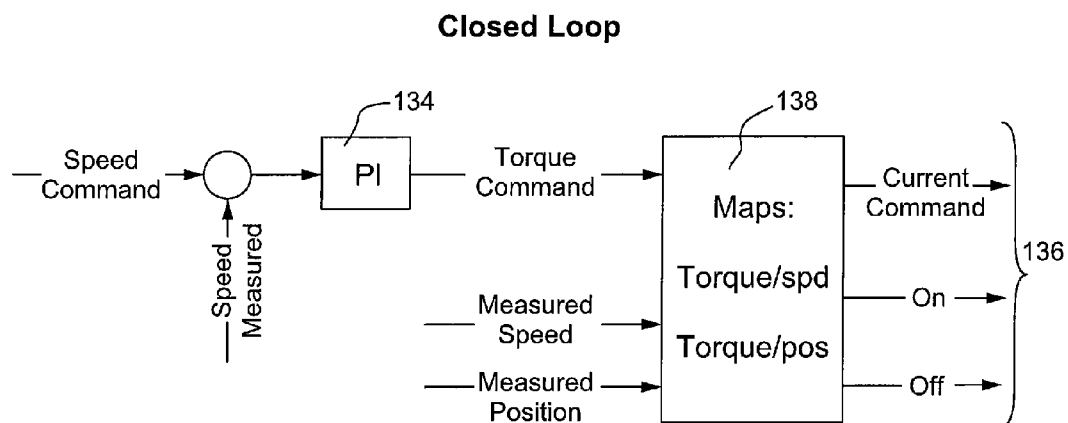 Closed Loop
134
138
Speed
Command
PI
Torque
Command
Maps:
Torque/spd
Torque/pos
Current
Command
136
Speed
Measured
Measured
Speed
On
Measured
Position
Off